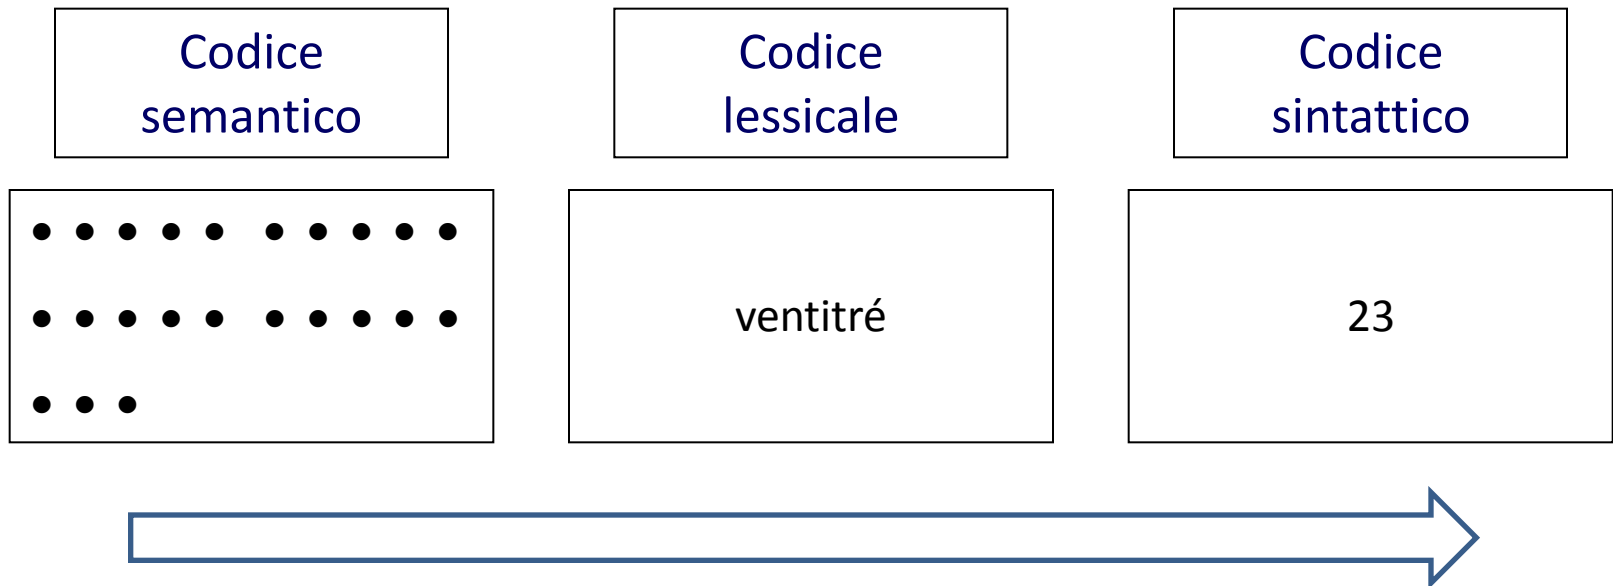 Codice
semantico
Codice
lessicale
Codice
sintattico
ventitré
23